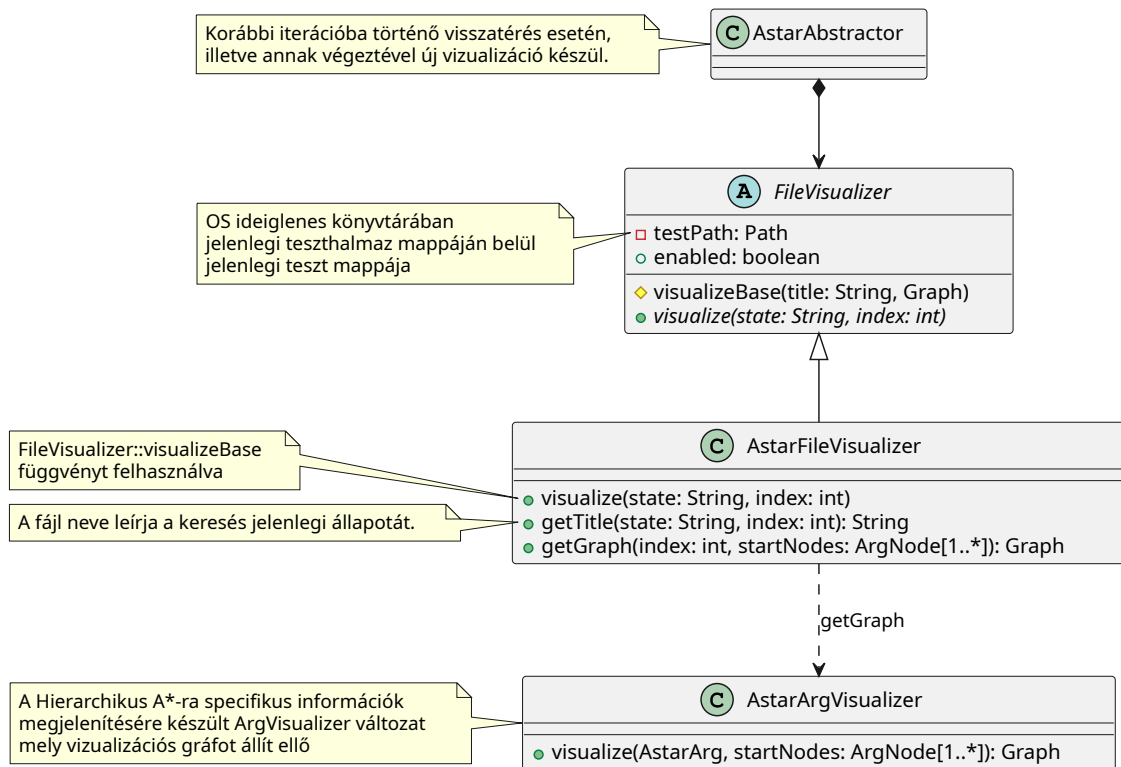 Korábbi iterációba történő visszatérés esetén,
illetve annak végeztével új vizualizáció készül.
C AstarAbstractor
A FileVisualizer
OS ideiglenes könyvtárában
jelenlegi teszthalmaz mappáján belül
jelenlegi teszt mappája
testPath: Path
enabled: boolean
visualizeBase(title: String, Graph)
visualize(state: String, index: int)
C AstarFileVisualizer
FileVisualizer::visualizeBase
függvényt felhasználva
A fájl neve leírja a keresés jelenlegi állapotát.
visualize(state: String, index: int)
getTitle(state: String, index: int): String
getGraph(index: int, startNodes: ArgNode[1..*]): Graph
getGraph
A Hierarchikus A*-ra specifikus információk
megjelenítésére készült ArgVisualizer változat
mely vizualizációs gráfot állít ellő
C AstarArgVisualizer
visualize(AstarArg, startNodes: ArgNode[1..*]): Graph